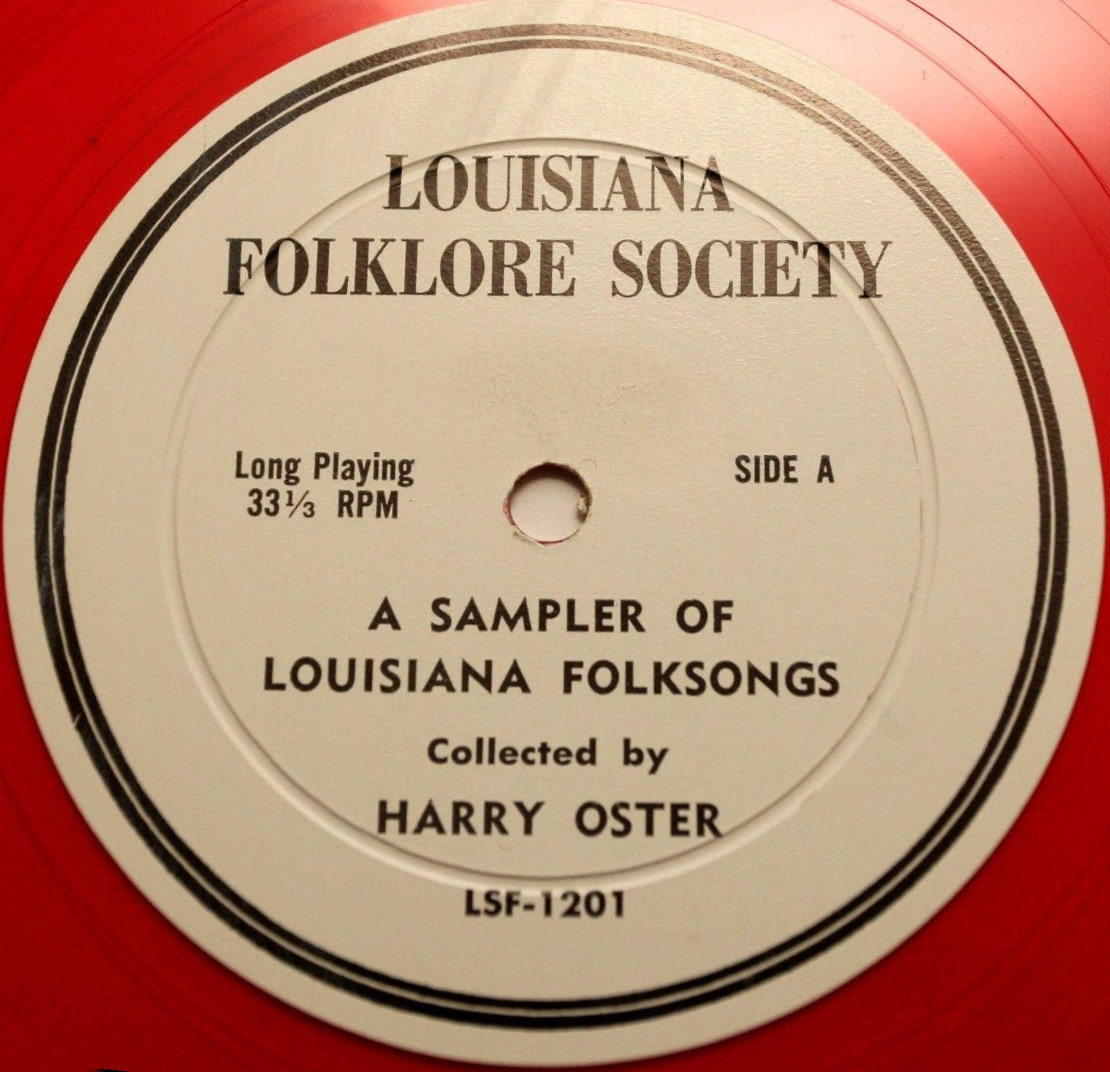 LOUISIANA
FOLKLORE SOCIETY
Long Playing
33⅓ RPM
SIDE A
A SAMPLER OF
LOUISIANA FOLKSONGS
Collected by
HARRY OSTER
LSF-1201